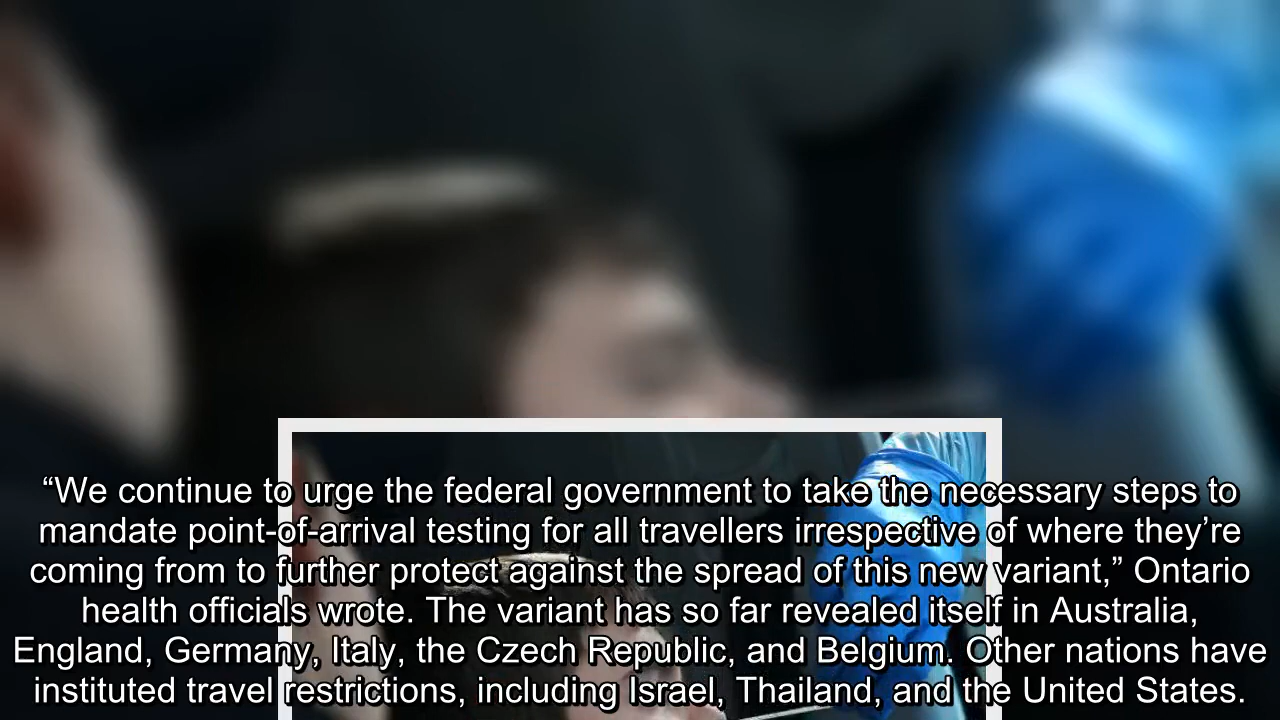 “We continue to urge the federal government to take the necessary steps to
mandate point-of-arrival testing for all travellers irrespective of where they’re
coming from to further protect against the spread of this new variant,” Ontario
health officials wrote. The variant has so far revealed itself in Australia,
England, Germany, Italy, the Czech Republic, and Belgium. Other nations have
instituted travel restrictions, including Israel, Thailand, and the United States.